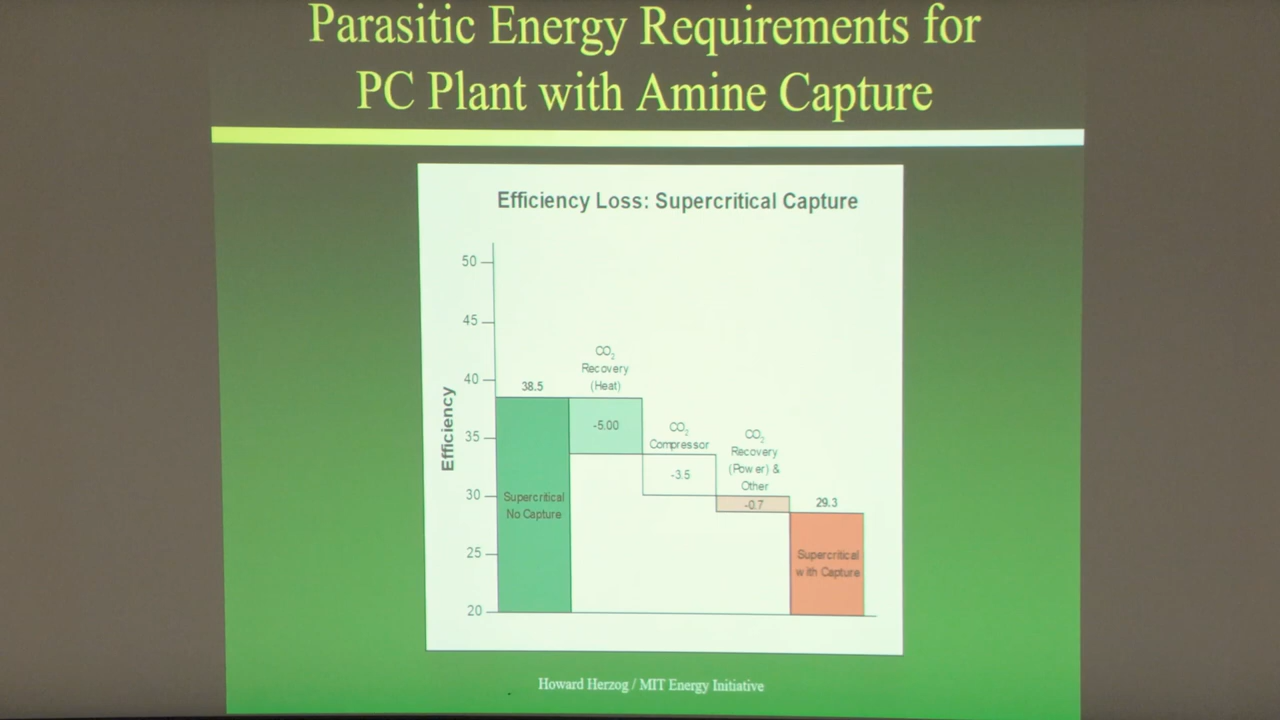 Parasitic Energy Requirements for
PC Plant with Amine Capture
Efficiency Loss: Supercritical Capture
50
45
40
35
30
25
20
Efficiency
38.5
CO2
Recovery
(Heat)
-5.00
CO2
Compressor
-3.5
CO2
Recovery
(Power) &
Other
-0.7
29.3
Supercritical
No Capture
Supercritical
with Capture
Howard Herzog / MIT Energy Initiative